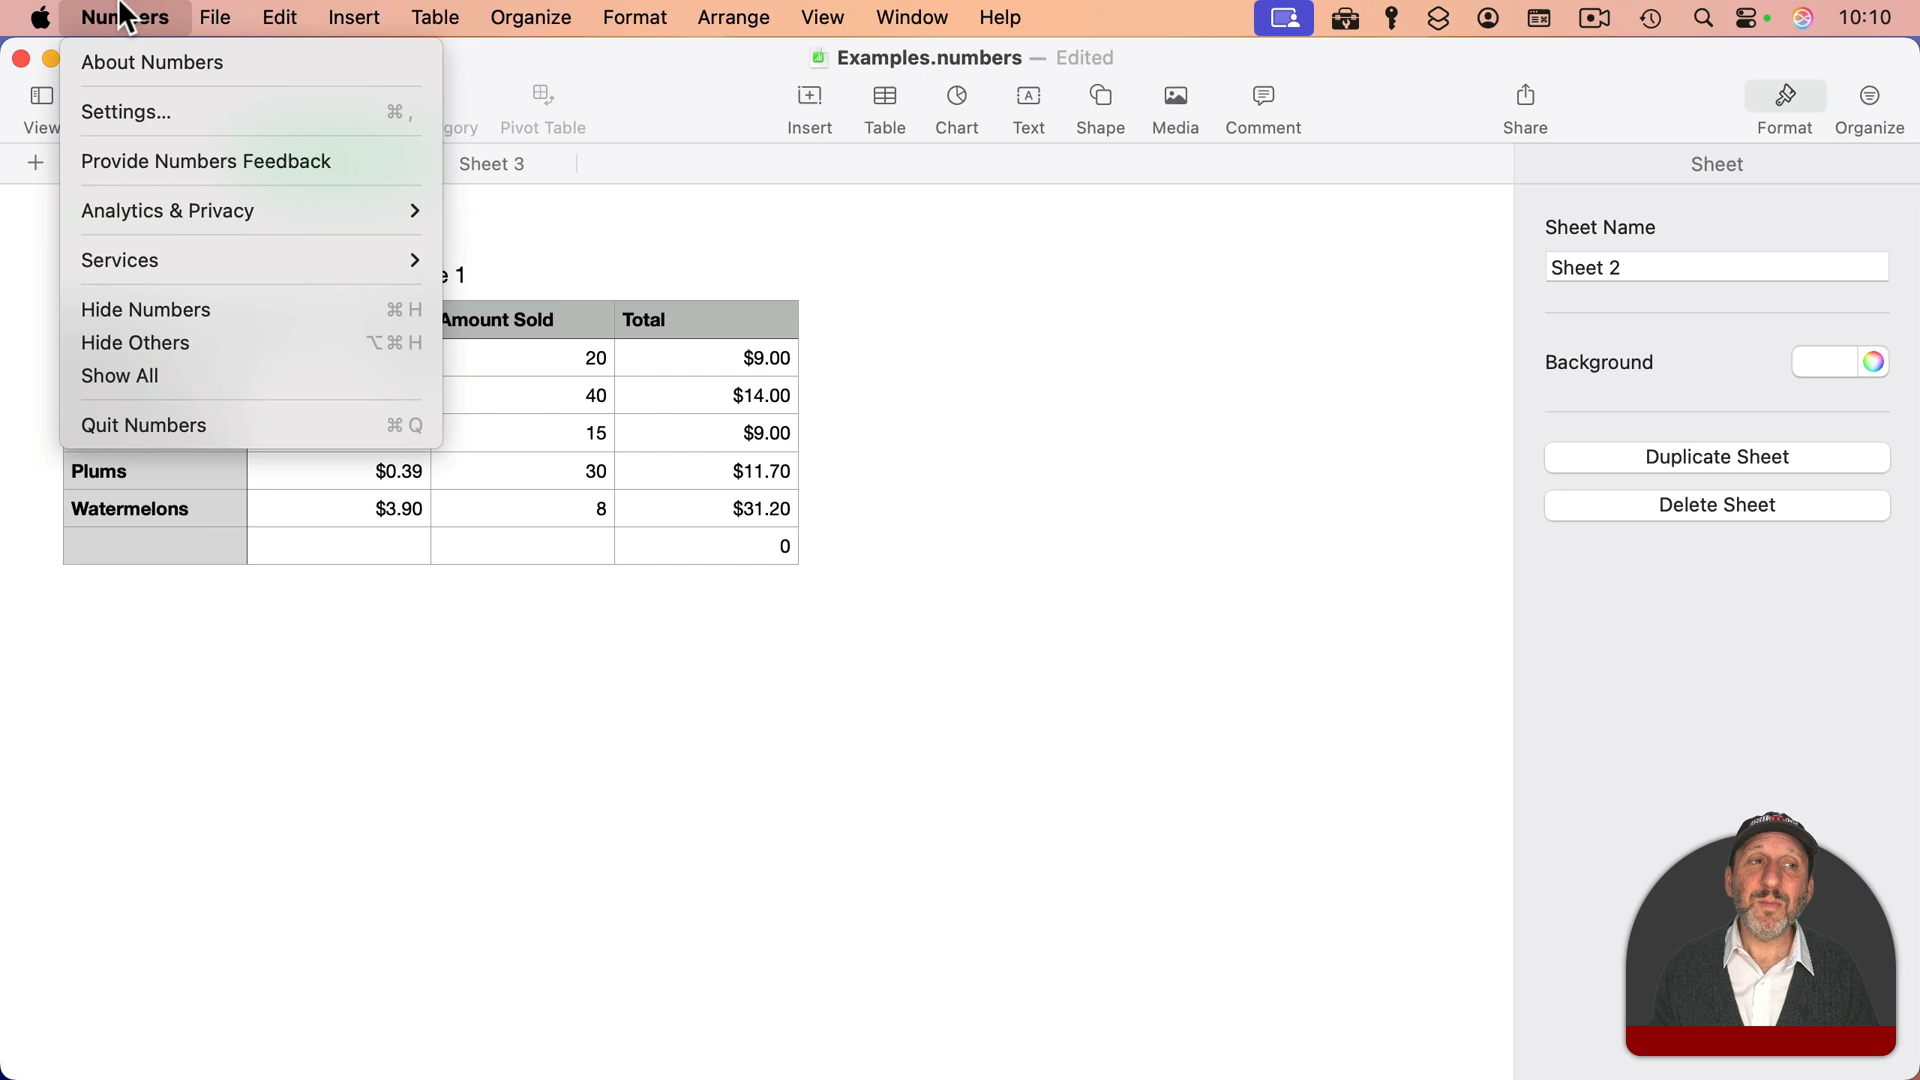 Numbers File Edit Insert Table Organize Format Arrange View Window Help 10:10
About Numbers
Settings... ⌘ ,
Provide Numbers Feedback
Analytics & Privacy
Services
Hide Numbers ⌘ H
Hide Others ⌥ ⌘ H
Show All
Quit Numbers ⌘ Q
Examples.numbers — Edited
View gory Pivot Table Insert Table Chart Text Shape Media Comment Share Format Organize
Sheet 3
Sheet
e 1
Amount Sold Total
20 $9.00
40 $14.00
15 $9.00
Plums $0.39 30 $11.70
Watermelons $3.90 8 $31.20
0
Sheet Name
Sheet 2
Background
Duplicate Sheet
Delete Sheet